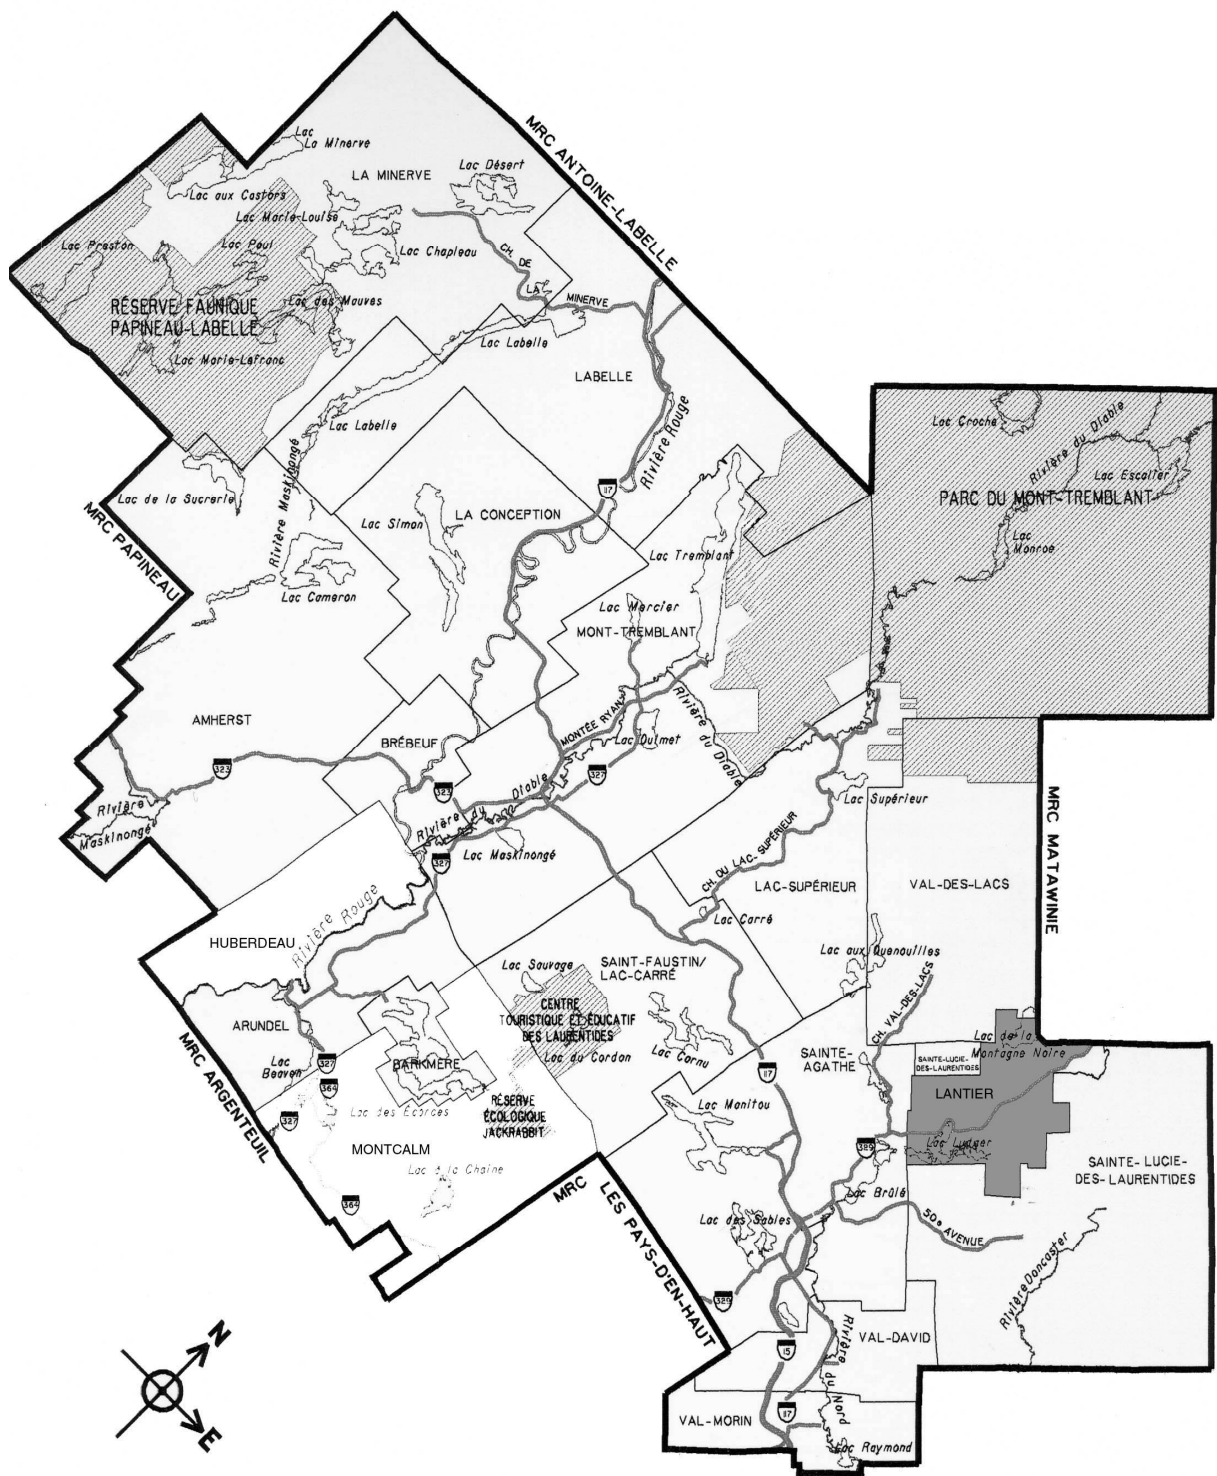 MRC ANTOINE-LABELLE
Lac
La Minerve
Lac Désert
LA MINERVE
Lac aux Castors
Lac Marie-Louise
Lac Preston
Lac Paul
Lac Chapleau
CH. DE
LA
MINERVE
Lac des Mauves
RÉSERVE FAUNIQUE
PAPINEAU-LABELLE
Lac Marie-Lefranc
Lac Labelle
LABELLE
Rivière Rouge
Lac Labelle
Lac Croche
Rivière du Diable
Lac Escalier
PARC DU MONT-TREMBLANT
Lac
Monroe
Lac de la Sucrerie
Rivière Maskinongé
117
LA CONCEPTION
Lac Simon
MRC PAPINEAU
Lac Tremblant
Lac Cameron
Lac Mercier
MONT-TREMBLANT
AMHERST
BRÉBEUF
MONTÉE RYAN
Rivière du Diable
Lac Ouimet
323
323
327
Rivière du Diable
Rivière
Maskinongé
Lac Supérieur
MRC MATAWINIE
Lac Maskinongé
327
CH. DU LAC-SUPÉRIEUR
LAC-SUPÉRIEUR
VAL-DES-LACS
Rivière Rouge
Lac Carré
HUBERDEAU
Lac aux Quenouilles
SAINT-FAUSTIN/
LAC-CARRÉ
Lac Sauvage
CENTRE
TOURISTIQUE ET ÉDUCATIF
DES LAURENTIDES
Lac du Cordon
CH. VAL-DES-LACS
ARUNDEL
Lac
Beaven
327
BARKMERE
Lac Cornu
SAINTE-
AGATHE
Lac de la
Montagne Noire
SAINTE-LUCIE-
DES-LAURENTIDES
LANTIER
117
364
327
Lac des Écorces
RÉSERVE
ÉCOLOGIQUE
JACKRABBIT
Lac Manitou
MRC ARGENTEUIL
MONTCALM
Lac à la Chaîne
389
Lac Ludger
SAINTE-LUCIE-
DES-LAURENTIDES
364
MRC LES PAYS-D'EN-HAUT
Lac Brûlé
Lac des Sables
50e AVENUE
Rivière Doncaster
329
N
E
15
VAL-DAVID
Rivière du Nord
VAL-MORIN
117
Lac Raymond